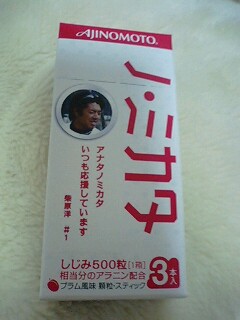 AJINOMOTO®
ノ・ミカタ
アナタノミカタ
いつも応援しています
柴原洋 #1
しじみ500粒[1箱]
相当分のアラニン配合
プラム風味 顆粒・スティック
3本入